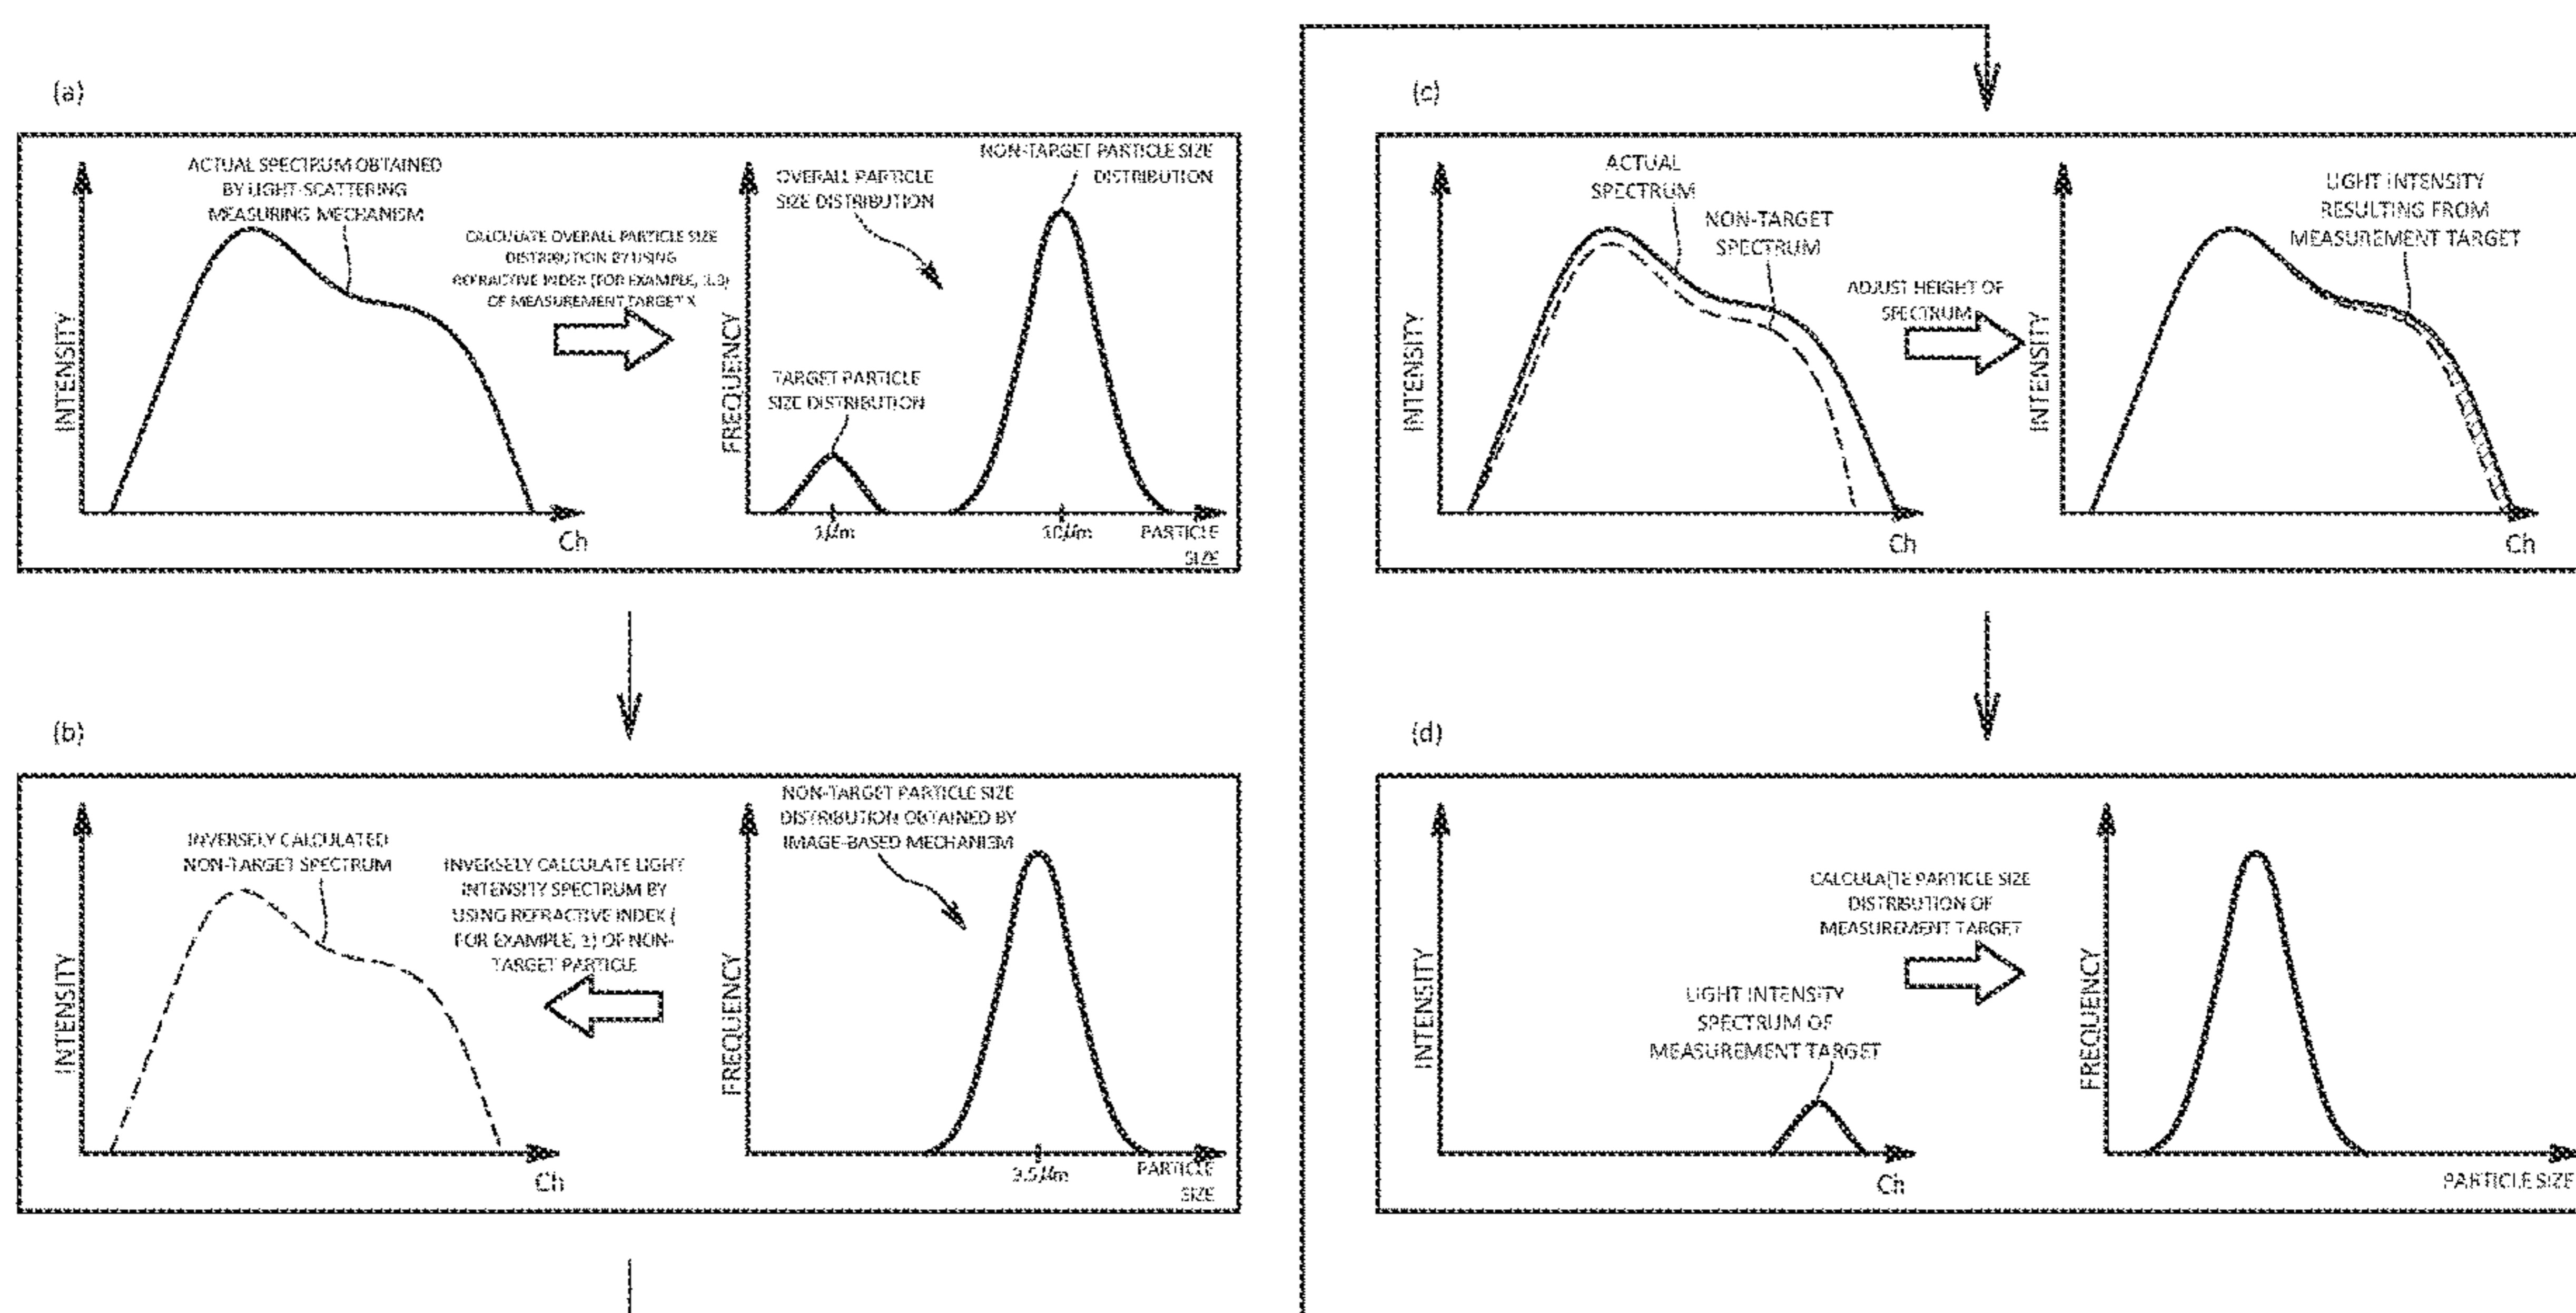 (a)
ACTUAL SPECTRUM OBTAINED
BY LIGHT-SCATTERING
MEASURING MECHANISM
INTENSITY
Ch
CALCULATE OVERALL PARTICLE SIZE
DISTRIBUTION BY USING
REFRACTIVE INDEX (FOR EXAMPLE,
OF MEASUREMENT TARGET X
OVERALL PARTICLE
SIZE DISTRIBUTION
NON-TARGET PARTICLE SIZE
DISTRIBUTION
TARGET PARTICLE
SIZE DISTRIBUTION
FREQUENCY
1μm
10μm
PARTICLE
SIZE
(b)
INVERSELY CALCULATED
NON-TARGET SPECTRUM
INTENSITY
Ch
INVERSELY CALCULATE LIGHT
INTENSITY SPECTRUM BY
USING REFRACTIVE INDEX (
FOR EXAMPLE, 1) OF NON-
TARGET PARTICLE
NON-TARGET PARTICLE SIZE
DISTRIBUTION OBTAINED BY
IMAGE-BASED MECHANISM
FREQUENCY
PARTICLE
SIZE
(c)
ACTUAL
SPECTRUM
NON-TARGET
SPECTRUM
INTENSITY
Ch
ADJUST HEIGHT OF
SPECTRUM
LIGHT INTENSITY
RESULTING FROM
MEASUREMENT TARGET
INTENSITY
Ch
(d)
INTENSITY
LIGHT INTENSITY
SPECTRUM OF
MEASUREMENT TARGET
Ch
CALCULATE PARTICLE SIZE
DISTRIBUTION OF
MEASUREMENT TARGET
FREQUENCY
PARTICLE SIZE